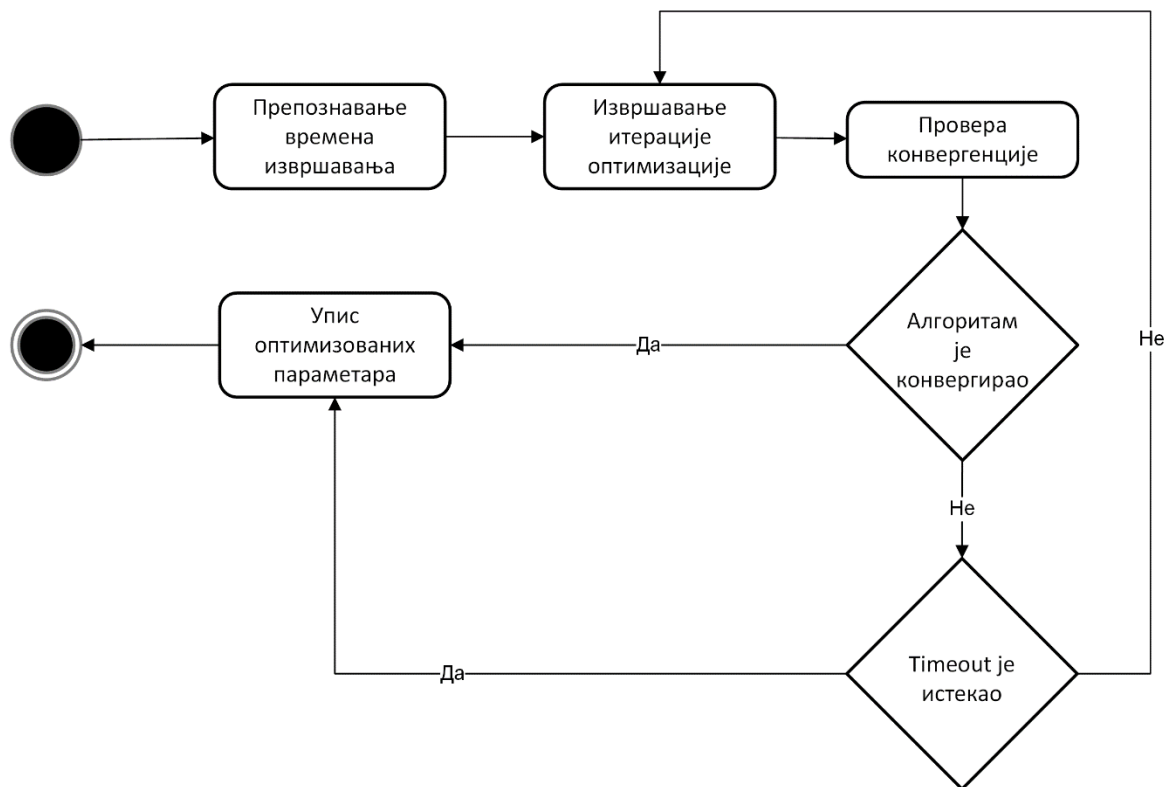 Препознавање
времена
извршавања
Извршавање
итерације
оптимизације
Провера
конвергенције
Упис
оптимизованих
параметара
Да
Алгоритам
је
конвергирао
Не
Не
Да
Timeout је
истекао